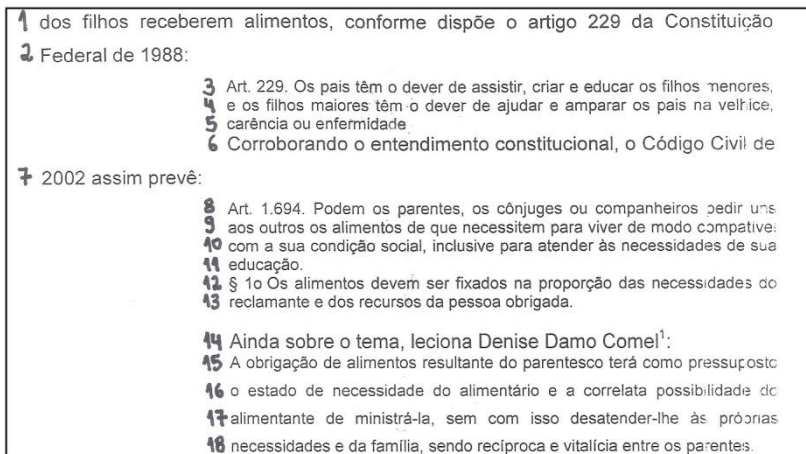 1 dos filhos receberem alimentos, conforme dispõe o artigo 229 da Constituição
2 Federal de 1988:
3 Art. 229. Os pais têm o dever de assistir, criar e educar os filhos menores,
4 e os filhos maiores têm o dever de ajudar e amparar os pais na velhice,
5 carência ou enfermidade
6 Corroborando o entendimento constitucional, o Código Civil de
7 2002 assim prevê:
8 Art. 1.694. Podem os parentes, os cônjuges ou companheiros pedir uns
9 aos outros os alimentos de que necessitem para viver de modo compatível
10 com a sua condição social, inclusive para atender às necessidades de sua
11 educação.
12 § 1o Os alimentos devem ser fixados na proporção das necessidades do
13 reclamante e dos recursos da pessoa obrigada.
14 Ainda sobre o tema, leciona Denise Damo Comel¹:
15 A obrigação de alimentos resultante do parentesco terá como pressuposto
16 o estado de necessidade do alimentário e a correlata possibilidade do
17 alimentante de ministrá-la, sem com isso desatender-lhe às próprias
18 necessidades e da família, sendo recíproca e vitalícia entre os parentes.